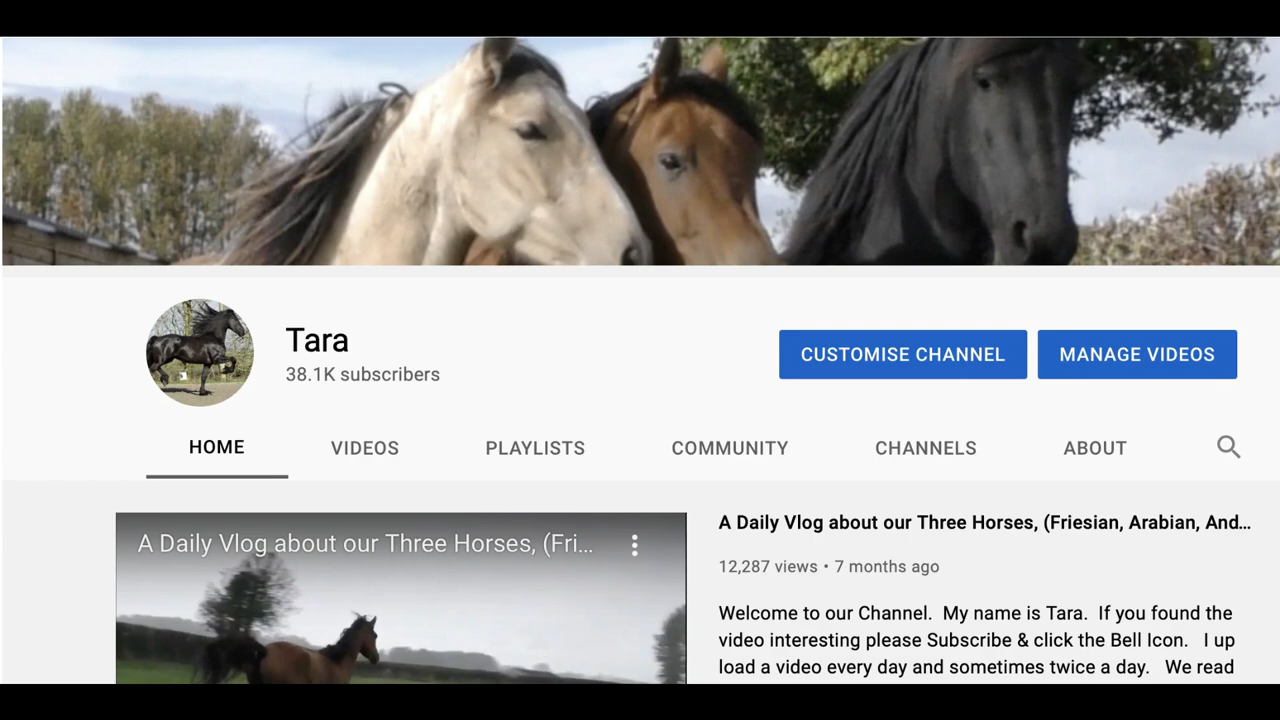 Tara
38.1K subscribers
CUSTOMISE CHANNEL
MANAGE VIDEOS
HOME
VIDEOS
PLAYLISTS
COMMUNITY
CHANNELS
ABOUT
A Daily Vlog about our Three Horses, (Fri...
A Daily Vlog about our Three Horses, (Friesian, Arabian, And...
12,287 views • 7 months ago
Welcome to our Channel.  My name is Tara.  If you found the
video interesting please Subscribe & click the Bell Icon.   I up
load a video every day and sometimes twice a day.   We read